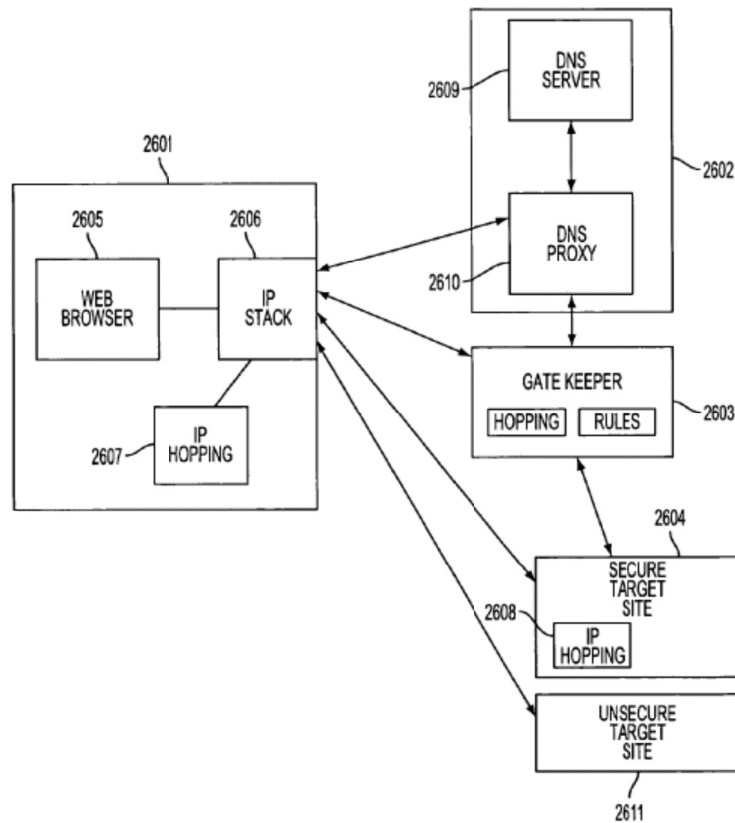 2601
2605
WEB
BROWSER
2606
IP
STACK
2607
IP
HOPPING
2602
2609
DNS
SERVER
2610
DNS
PROXY
2603
GATE KEEPER
HOPPING
RULES
2604
SECURE
TARGET
SITE
2608
IP
HOPPING
UNSECURE
TARGET
SITE
2611